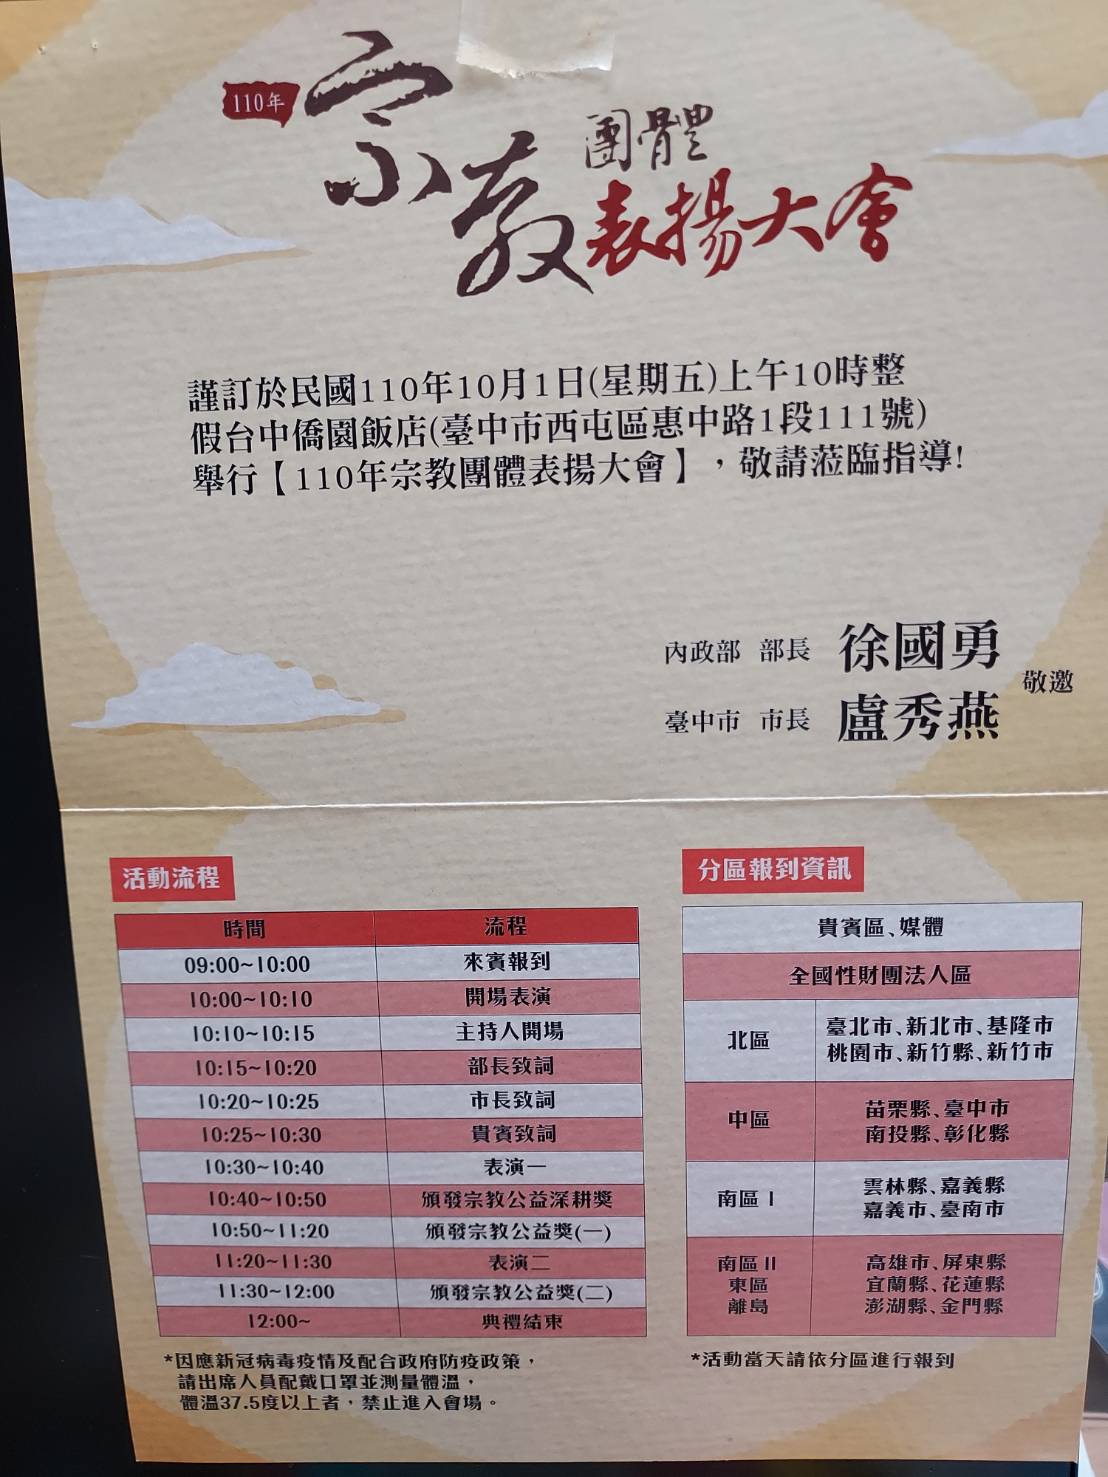 110年
宗教
團體
表揚大會
謹訂於民國110年10月1日(星期五)上午10時整
假台中僑園飯店(臺中市西屯區惠中路1段111號)
舉行【110年宗教團體表揚大會】，敬請蒞臨指導!
內政部 部長 徐國勇
臺中市 市長 盧秀燕
敬邀
活動流程
時間 流程
09:00~10:00 來賓報到
10:00~10:10 開場表演
10:10~10:15 主持人開場
10:15~10:20 部長致詞
10:20~10:25 市長致詞
10:25~10:30 貴賓致詞
10:30~10:40 表演一
10:40~10:50 頒發宗教公益深耕獎
10:50~11:20 頒發宗教公益獎(一)
11:20~11:30 表演二
11:30~12:00 頒發宗教公益獎(二)
12:00~ 典禮結束
*因應新冠病毒疫情及配合政府防疫政策，
請出席人員配戴口罩並測量體溫，
體溫37.5度以上者，禁止進入會場。
分區報到資訊
貴賓區、媒體
全國性財團法人區
北區
臺北市、新北市、基隆市
桃園市、新竹縣、新竹市
中區
苗栗縣、臺中市
南投縣、彰化縣
南區 I
雲林縣、嘉義縣
嘉義市、臺南市
南區 II
東區
離島
高雄市、屏東縣
宜蘭縣、花蓮縣
澎湖縣、金門縣
*活動當天請依分區進行報到